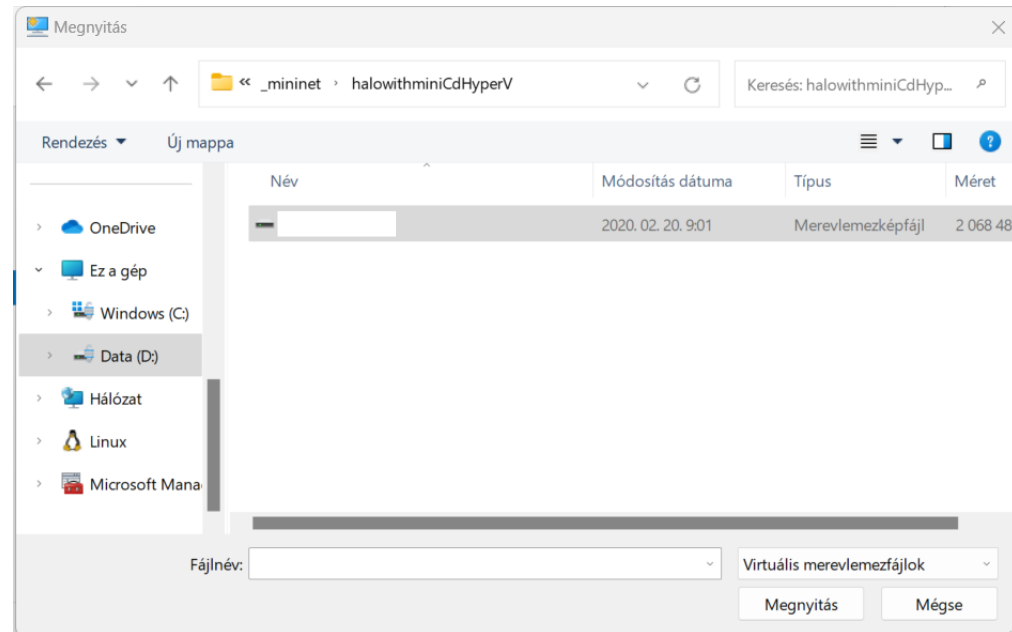 Megnyitás
« _mininet › halowithminiCdHyperV
Keresés: halowithminiCdHyp...
Rendezés Új mappa
Név Módosítás dátuma Típus Méret
OneDrive
2020. 02. 20. 9:01 Merevlemezképfájl 2 068 48
Ez a gép
Windows (C:)
Data (D:)
Hálózat
Linux
Microsoft Mana
Fájlnév:
Virtuális merevlemezfájlok
Megnyitás Mégse